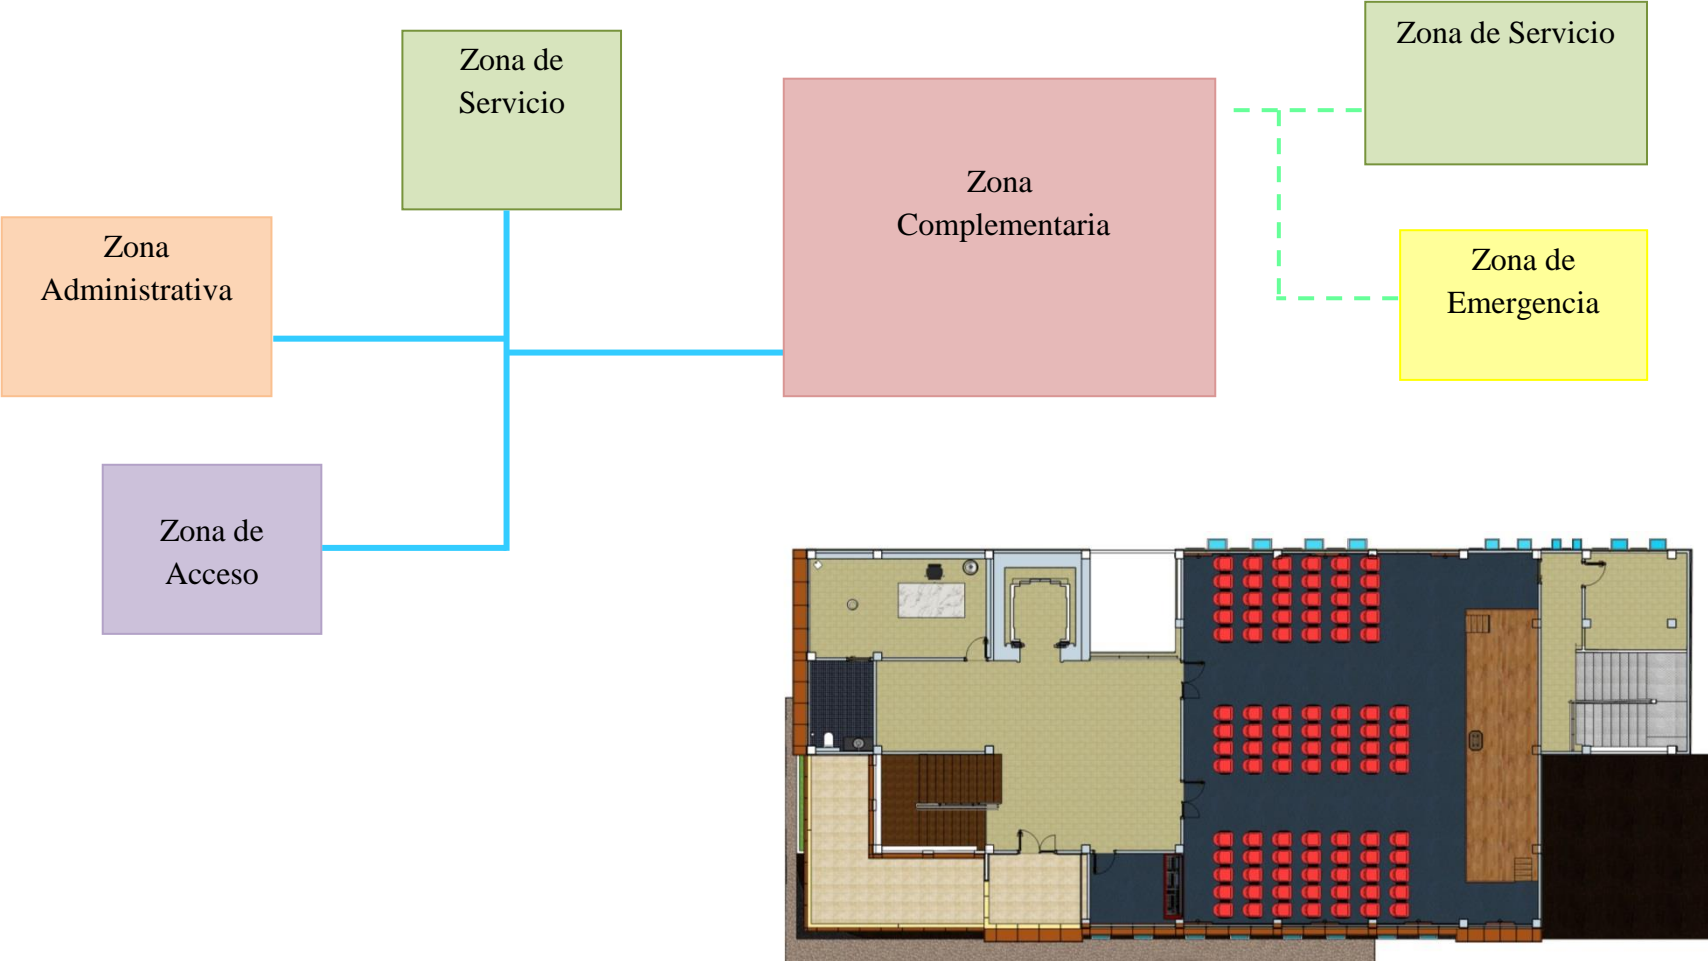 Zona de
Servicio
Zona de Servicio
Zona
Complementaria
Zona
Administrativa
Zona de
Emergencia
Zona de
Acceso